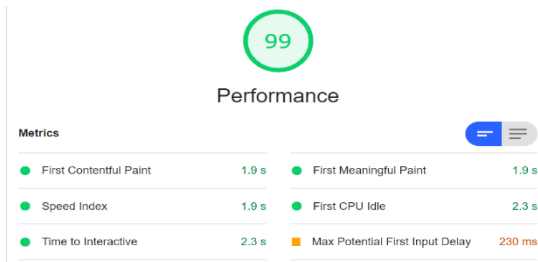 99
Performance
Metrics
First Contentful Paint 1.9 s
First Meaningful Paint 1.9 s
Speed Index 1.9 s
First CPU Idle 2.3 s
Time to Interactive 2.3 s
Max Potential First Input Delay 230 ms